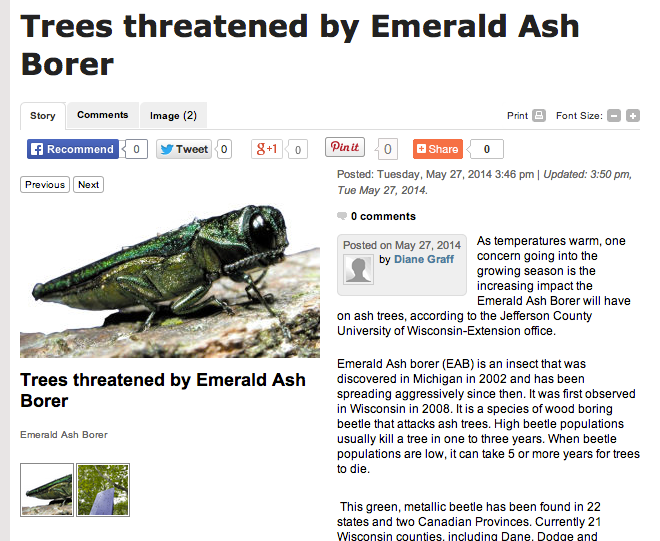 Trees threatened by Emerald Ash
Borer
Story
Comments
Image (2)
Print
Font Size:
Recommend
0
Tweet
0
g+1
0
Pin it
0
Share
0
Previous
Next
Posted: Tuesday, May 27, 2014 3:46 pm | Updated: 3:50 pm,
Tue May 27, 2014.
0 comments
Posted on May 27, 2014
by Diane Graff
As temperatures warm, one
concern going into the
growing season is the
increasing impact the
Emerald Ash Borer will have
on ash trees, according to the Jefferson County
University of Wisconsin-Extension office.
Emerald Ash borer (EAB) is an insect that was
discovered in Michigan in 2002 and has been
spreading aggressively since then. It was first observed
in Wisconsin in 2008. It is a species of wood boring
beetle that attacks ash trees. High beetle populations
usually kill a tree in one to three years. When beetle
populations are low, it can take 5 or more years for trees
to die.
This green, metallic beetle has been found in 22
states and two Canadian Provinces. Currently 21
Wisconsin counties, including Dane, Dodge and
Trees threatened by Emerald Ash
Borer
Emerald Ash Borer